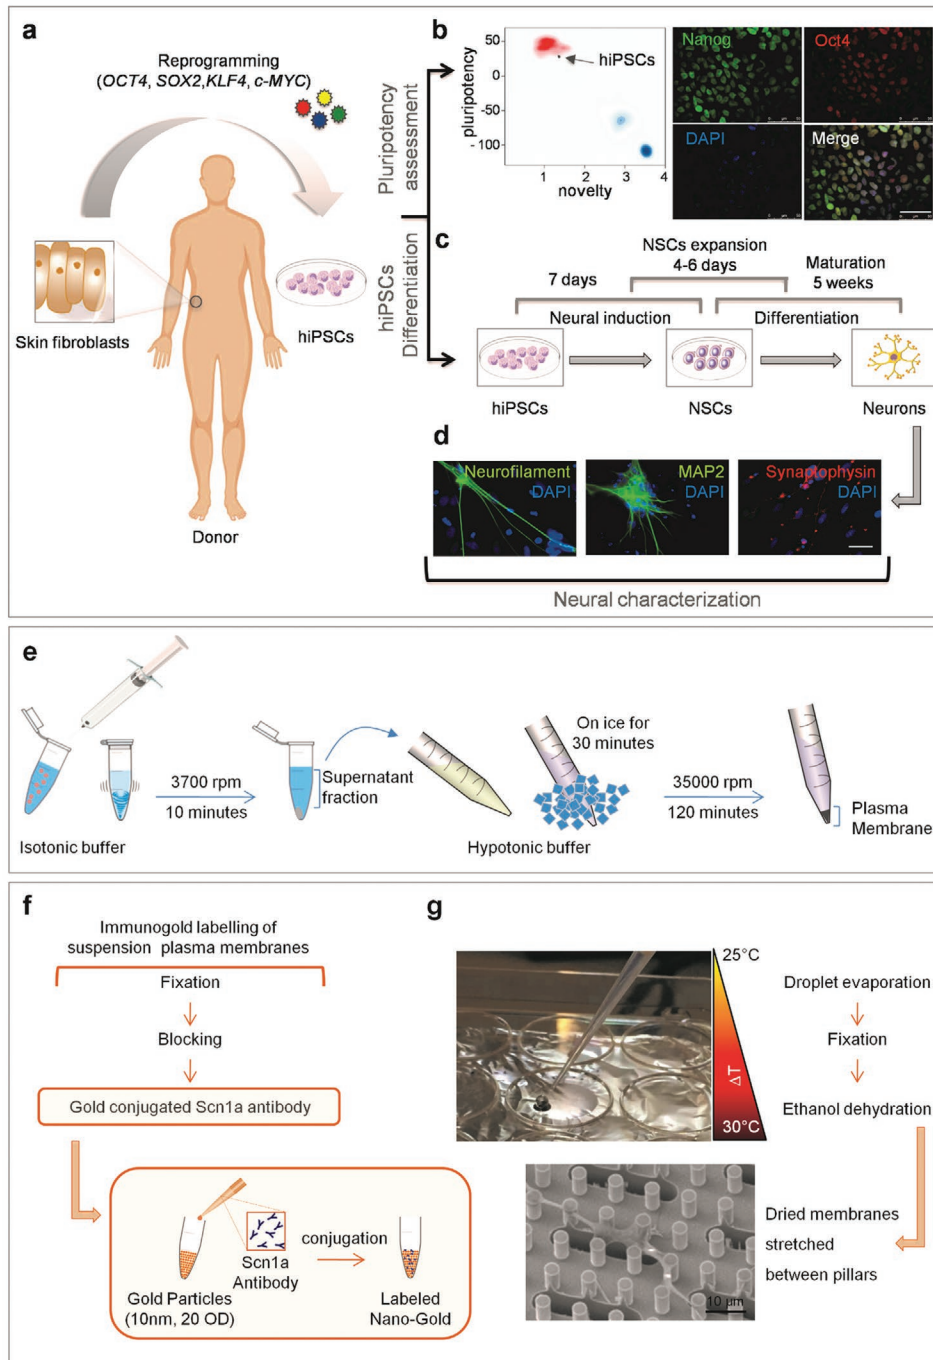 a
Reprogramming
(OCT4, SOX2,KLF4, c-MYC)
Skin fibroblasts
hiPSCs
Donor
Pluripotency
assessment
hiPSCs
Differentiation
b
pluripotency
50
0
-50
- 100
1
2
3
4
novelty
hiPSCs
Nanog
Oct4
DAPI
Merge
c
NSCs expansion
4-6 days
7 days
Maturation
5 weeks
Neural induction
Differentiation
hiPSCs
NSCs
Neurons
d
Neurofilament
DAPI
MAP2
DAPI
Synaptophysin
DAPI
Neural characterization
e
3700 rpm
10 minutes
Isotonic buffer
Supernatant
fraction
On ice for
30 minutes
Hypotonic buffer
35000 rpm
120 minutes
Plasma
Membrane
f
Immunogold labelling of
suspension plasma membranes
Fixation
Blocking
Gold conjugated Scn1a antibody
conjugation
Scn1a
Antibody
Gold Particles
(10nm, 20 OD)
Labeled
Nano-Gold
g
25°C
ΔT
30°C
Droplet evaporation
Fixation
Ethanol dehydration
Dried membranes
stretched
between pillars
10 µm